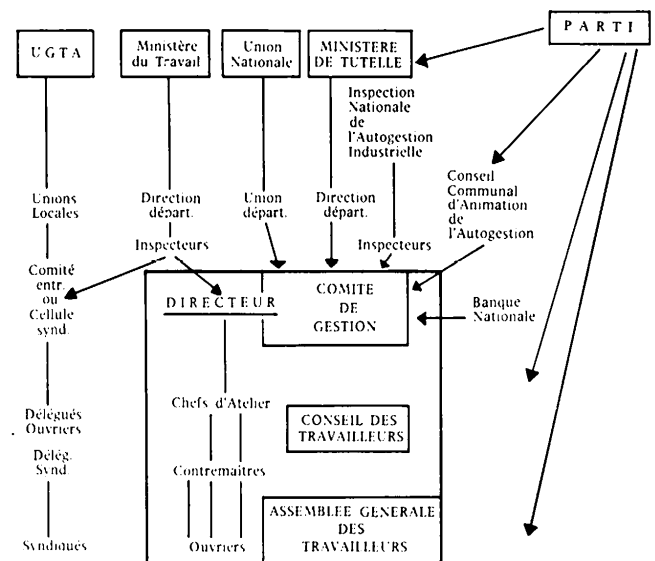 PARTI
UGTA
Ministère
du Travail
Union
Nationale
MINISTERE
DE TUTELLE
Inspection
Nationale
de
l'Autogestion
Industrielle
Conseil
Communal
d'Animation
de
l'Autogestion
Unions
Locales
Direction
départ.
Union
départ.
Direction
départ.
Inspecteurs
Inspecteurs
Comité
entr.
ou
Cellule
synd.
DIRECTEUR
COMITE
DE
GESTION
Banque
Nationale
Chefs d'Atelier
Délégués
Ouvriers
CONSEIL DES
TRAVAILLEURS
Délég.
Synd.
Contremaîtres
ASSEMBLEE GENERALE
DES
TRAVAILLEURS
Syndiqués
Ouvriers